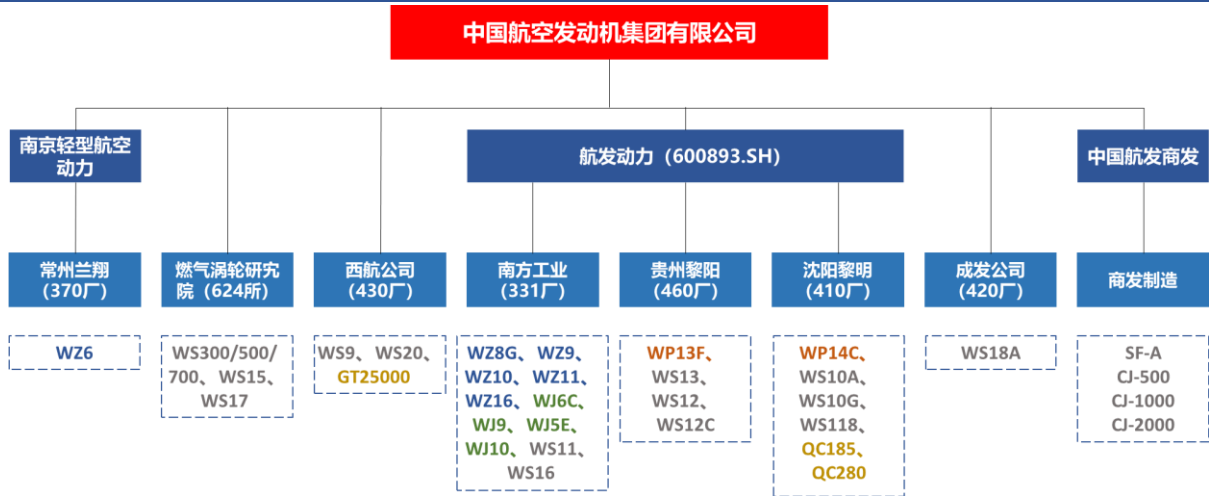 中国航空发动机集团有限公司
南京轻型航空
动力
航发动力（600893.SH）
中国航发商发
常州兰翔
（370厂）
燃气涡轮研究
院（624所）
西航公司
（430厂）
南方工业
（331厂）
贵州黎阳
（460厂）
沈阳黎明
（410厂）
成发公司
（420厂）
商发制造
WZ6
WS300/500/
700、WS15、
WS17
WS9、WS20、
GT25000
WZ8G、WZ9、
WZ10、WZ11、
WZ16、WJ6C、
WJ9、WJ5E、
WJ10、WS11、
WS16
WP13F、
WS13、
WS12、
WS12C
WP14C、
WS10A、
WS10G、
WS118、
QC185、
QC280
WS18A
SF-A
CJ-500
CJ-1000
CJ-2000